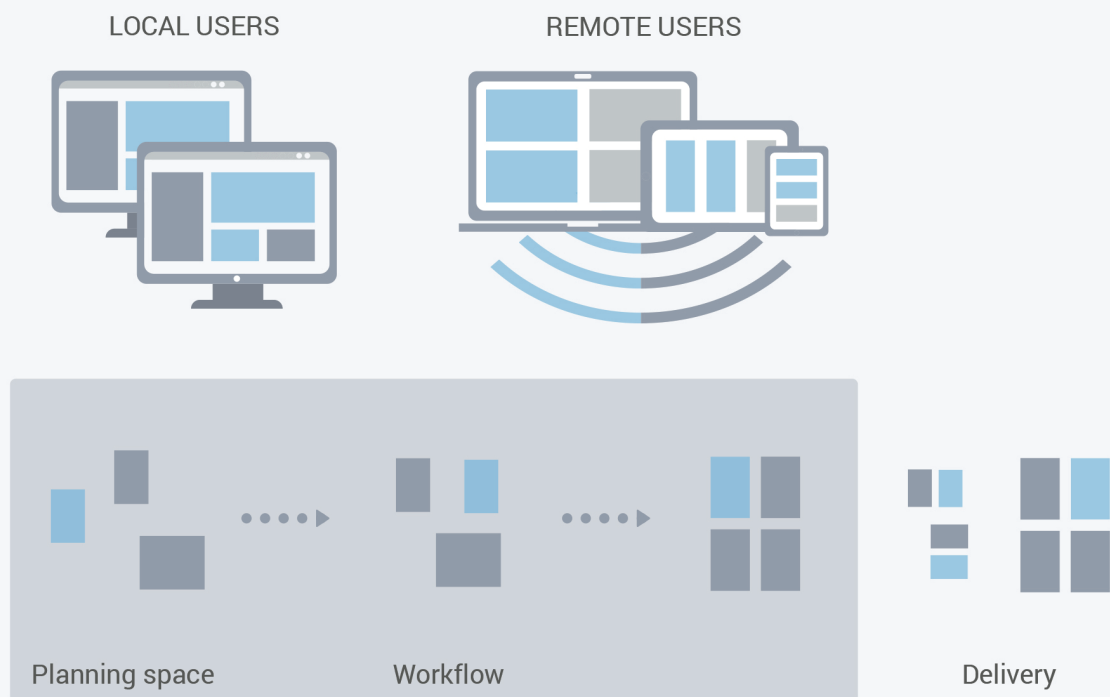 LOCAL USERS
REMOTE USERS
Planning space
Workflow
Delivery